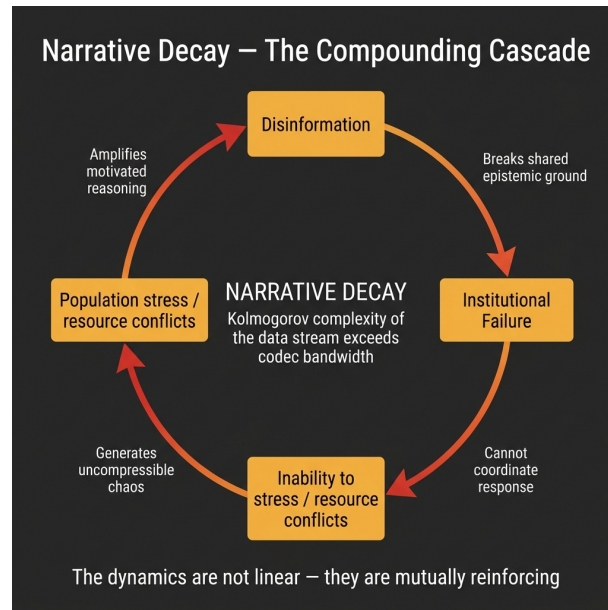 Narrative Decay — The Compounding Cascade
Disinformation
Amplifies
motivated
reasoning
Breaks shared
epistemic ground
Population stress /
resource conflicts
NARRATIVE DECAY
Kolmogorov complexity of
the data stream exceeds
codec bandwidth
Institutional
Failure
Generates
uncompressible
chaos
Cannot
coordinate
response
Inability to
stress / resource
conflicts
The dynamics are not linear — they are mutually reinforcing